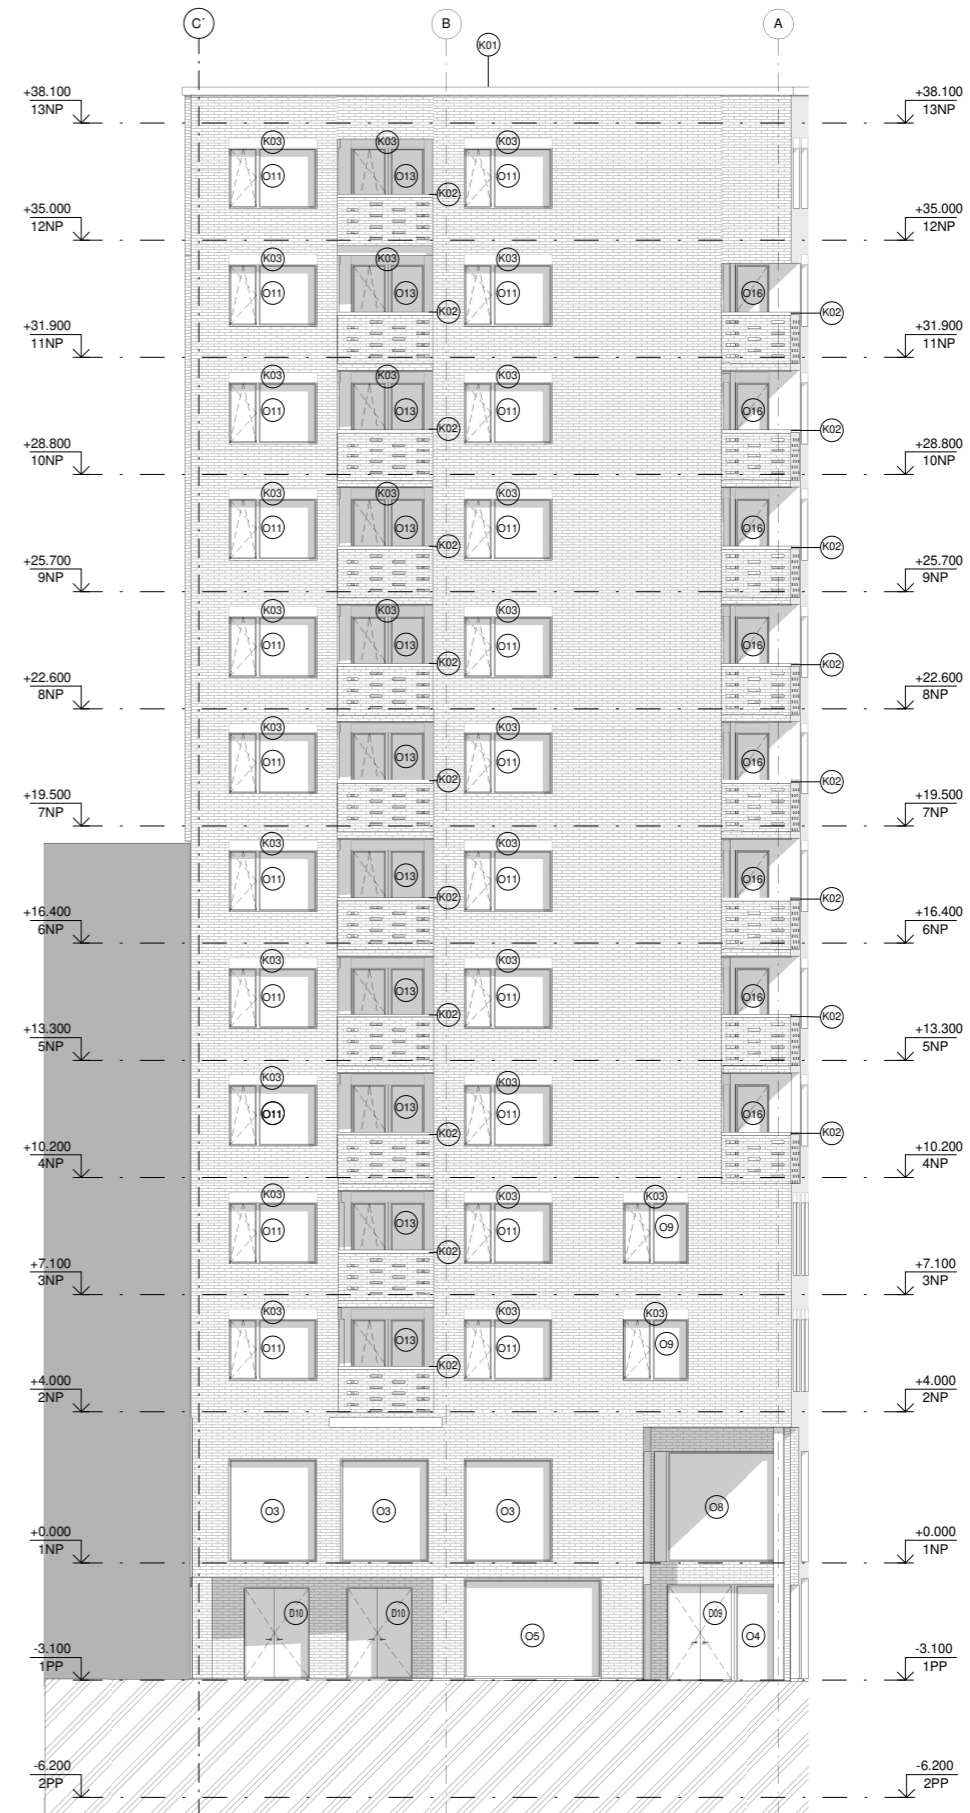 C´ B A
K01
+38.100 +38.100
13NP 13NP
K03 K03 K03
O11 O13 O11
K02
+35.000 +35.000
12NP 12NP
K03 K03 K03
O11 O13 O11 O16
K02 K02
+31.900 +31.900
11NP 11NP
K03 K03 K03
O11 O13 O11 O16
K02 K02
+28.800 +28.800
10NP 10NP
K03 K03 K03
O11 O13 O11 O16
K02 K02
+25.700 +25.700
9NP 9NP
K03 K03 K03
O11 O13 O11 O16
K02 K02
+22.600 +22.600
8NP 8NP
K03 K03
O11 O13 O11 O16
K02 K02
+19.500 +19.500
7NP 7NP
K03 K03
O11 O13 O11 O16
K02 K02
+16.400 +16.400
6NP 6NP
K03 K03
O11 O13 O11 O16
K02 K02
+13.300 +13.300
5NP 5NP
K03 K03
O11 O13 O11 O16
K02 K02
+10.200 +10.200
4NP 4NP
K03 K03 K03
O11 O13 O11 O9
K02
+7.100 +7.100
3NP 3NP
K03 K03 K03
O11 O13 O11 O9
K02
+4.000 +4.000
2NP 2NP
O3 O3 O3 O8
+0.000 +0.000
1NP 1NP
D10 D10 O5 D09 O4
-3.100 -3.100
1PP 1PP
-6.200 -6.200
2PP 2PP